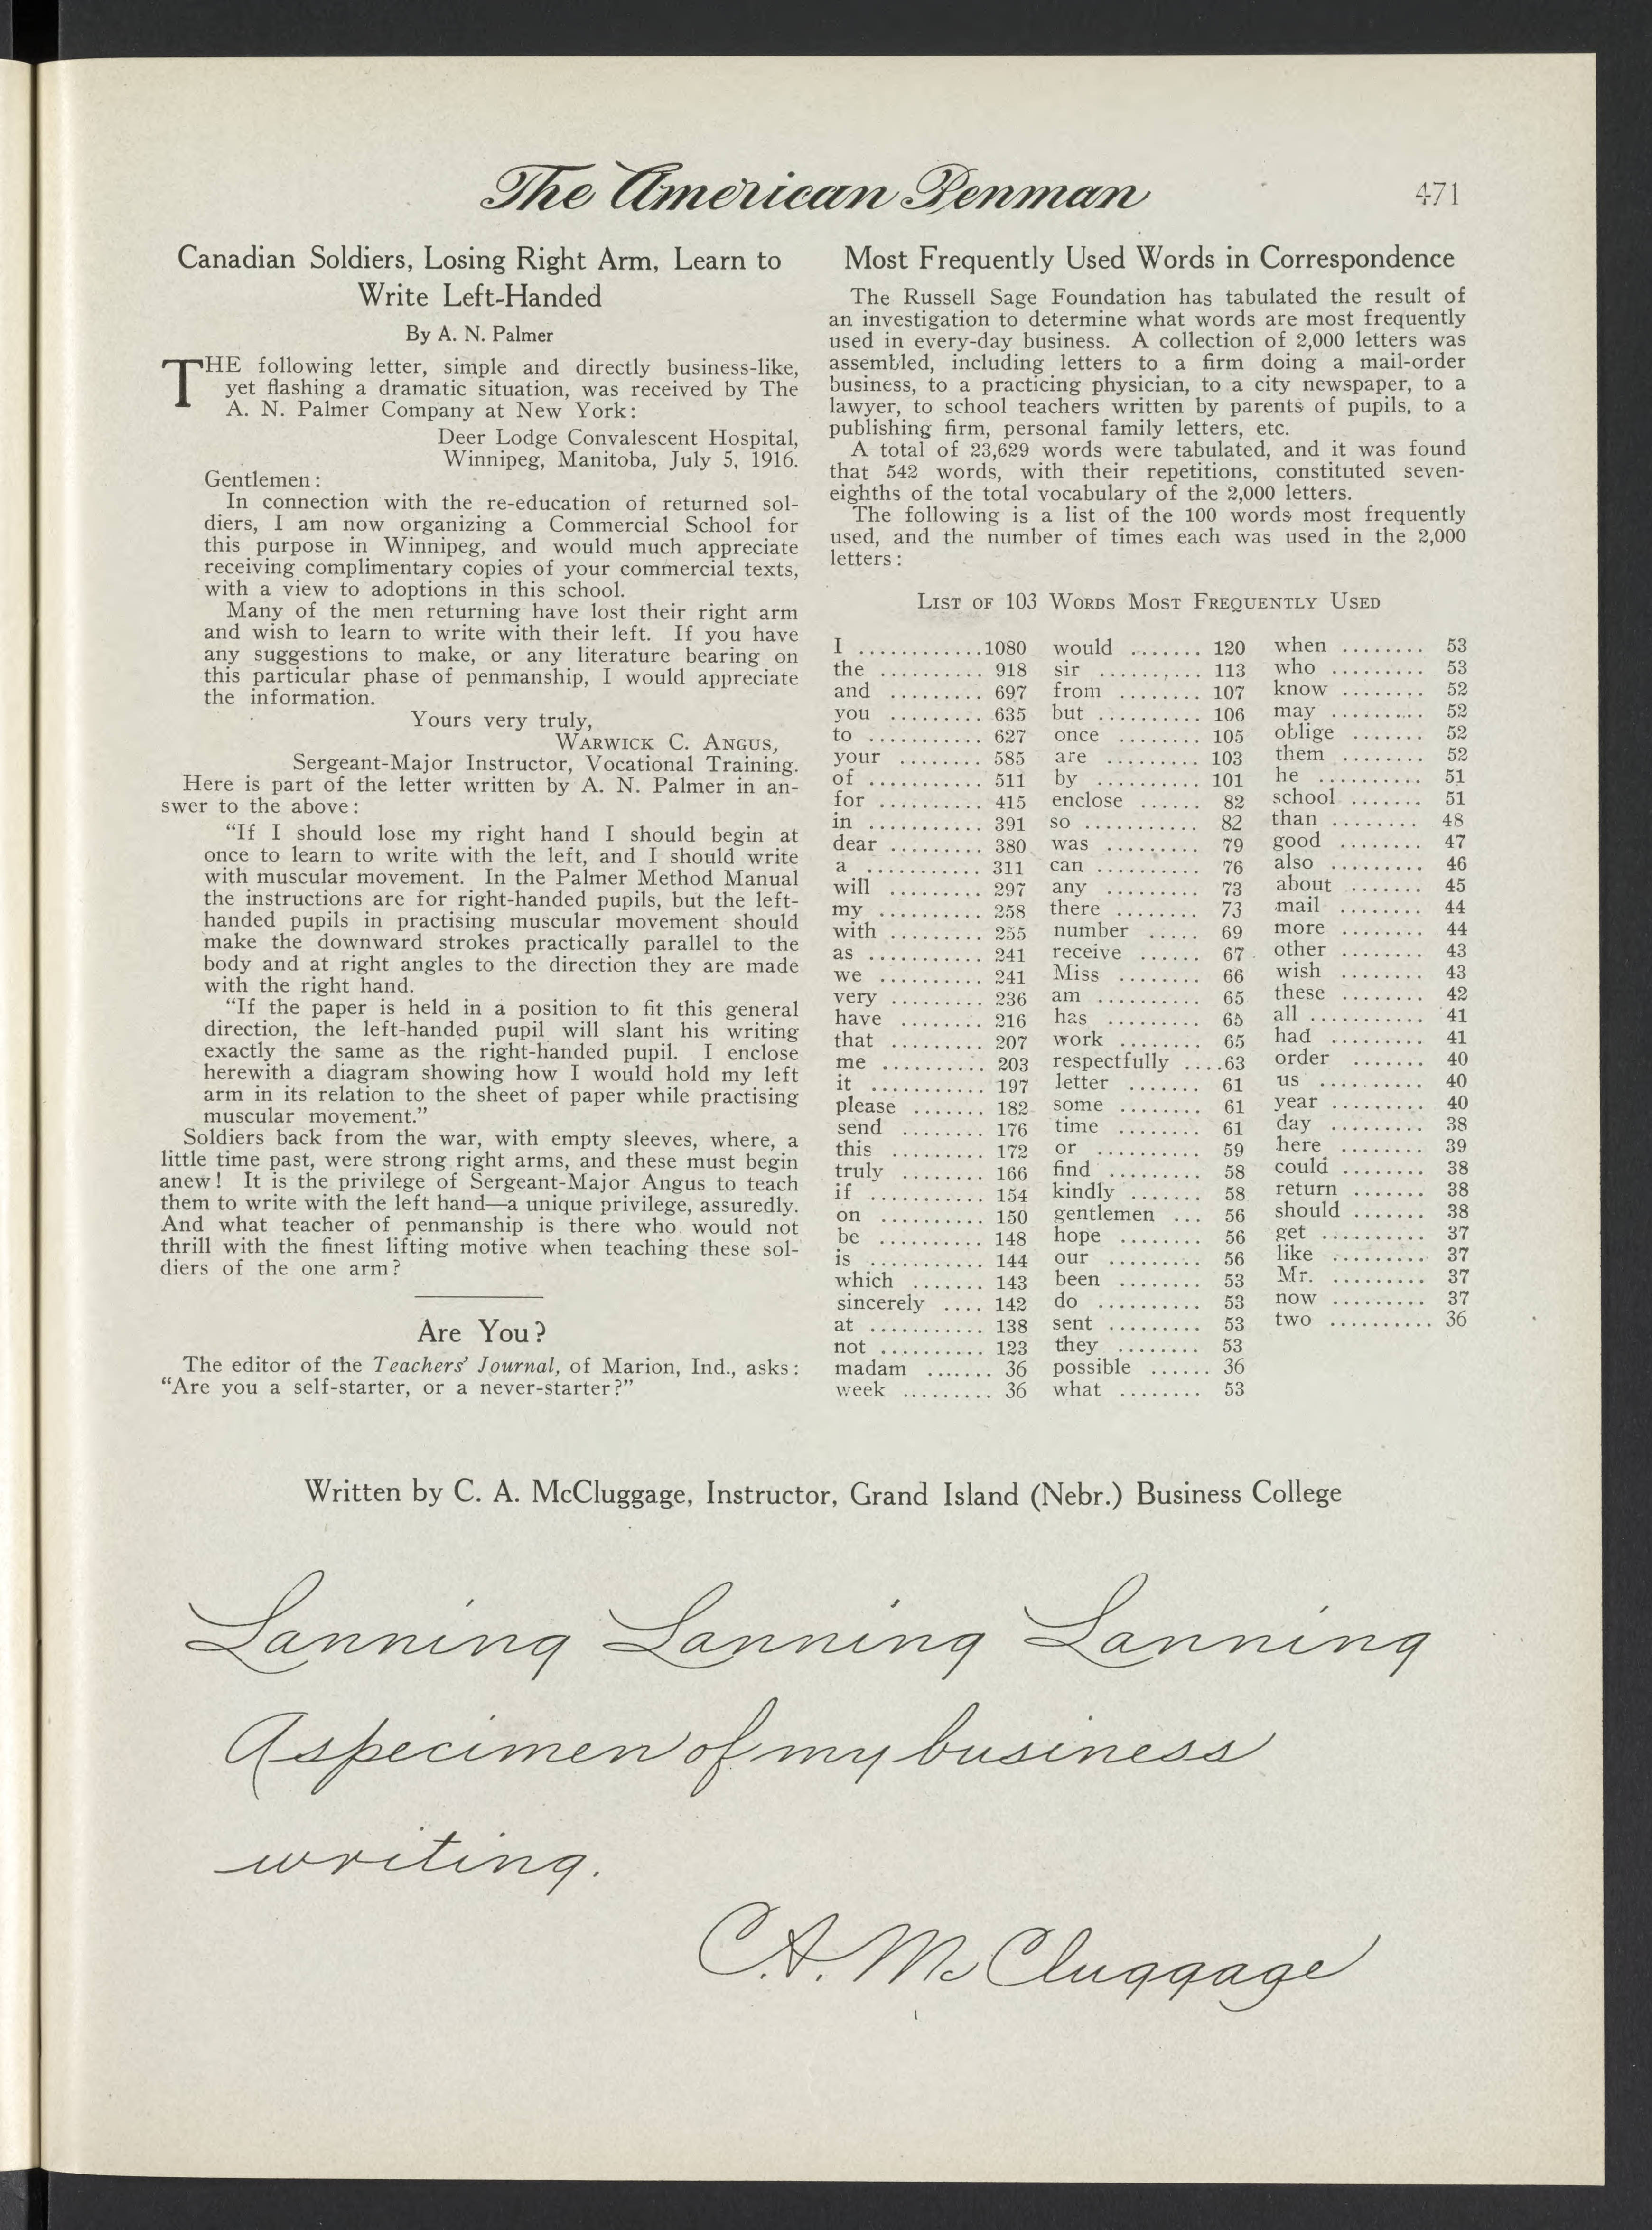 The American Penman
471
Canadian Soldiers, Losing Right Arm, Learn to
Write Left-Handed
By A. N. Palmer
THE following letter, simple and directly business-like,
yet flashing a dramatic situation, was received by The
A. N. Palmer Company at New York:
Deer Lodge Convalescent Hospital,
Winnipeg, Manitoba, July 5, 1916.
Gentlemen:
In connection with the re-education of returned sol-
diers, I am now organizing a Commercial School for
this purpose in Winnipeg, and would much appreciate
receiving complimentary copies of your commercial texts,
with a view to adoptions in this school.
Many of the men returning have lost their right arm
and wish to learn to write with their left. If you have
any suggestions to make, or any literature bearing on
this particular phase of penmanship, I would appreciate
the information.
Yours very truly,
WARWICK C. ANGUS,
Sergeant-Major Instructor, Vocational Training.
Here is part of the letter written by A. N. Palmer in an-
swer to the above:
"If I should lose my right hand I should begin at
once to learn to write with the left, and I should write
with muscular movement. In the Palmer Method Manual
the instructions are for right-handed pupils, but the left-
handed pupils in practising muscular movement should
make the downward strokes practically parallel to the
body and at right angles to the direction they are made
with the right hand.
"If the paper is held in a position to fit this general
direction, the left-handed pupil will slant his writing
exactly the same as the right-handed pupil. I enclose
herewith a diagram showing how I would hold my left
arm in its relation to the sheet of paper while practising
muscular movement."
Soldiers back from the war, with empty sleeves, where, a
little time past, were strong right arms, and these must begin
anew! It is the privilege of Sergeant-Major Angus to teach
them to write with the left hand—a unique privilege, assuredly.
And what teacher of penmanship is there who would not
thrill with the finest lifting motive when teaching these sol-
diers of the one arm?
Are You?
The editor of the Teachers' Journal, of Marion, Ind., asks:
"Are you a self-starter, or a never-starter?"
Most Frequently Used Words in Correspondence
The Russell Sage Foundation has tabulated the result of
an investigation to determine what words are most frequently
used in every-day business. A collection of 2,000 letters was
assembled, including letters to a firm doing a mail-order
business, to a practicing physician, to a city newspaper, to a
lawyer, to school teachers written by parents of pupils, to a
publishing firm, personal family letters, etc.
A total of 23,629 words were tabulated, and it was found
that 542 words, with their repetitions, constituted seven-
eighths of the total vocabulary of the 2,000 letters.
The following is a list of the 100 words most frequently
used, and the number of times each was used in the 2,000
letters:
LIST OF 103 WORDS MOST FREQUENTLY USED
I ............1080
the .......... 918
and ......... 697
you ......... 635
to ........... 627
your ........ 585
of ........... 511
for .......... 415
in ........... 391
dear ......... 380
a ........... 311
will ......... 297
my .......... 258
with ......... 255
as ........... 241
we .......... 241
very ......... 236
have ........ 216
that ......... 207
me .......... 203
it ........... 197
please ....... 182
send ........ 176
this ......... 172
truly ........ 166
if ........... 154
on .......... 150
be .......... 148
is ........... 144
which ....... 143
sincerely .... 142
at ........... 138
not .......... 123
madam ....... 36
week ......... 36
would ....... 120
sir .......... 113
from ........ 107
but .......... 106
once ........ 105
are ......... 103
by .......... 101
enclose ...... 82
so ........... 82
was ......... 79
can .......... 76
any ......... 73
there ........ 73
number ..... 69
receive ...... 67
Miss ........ 66
am .......... 65
has ......... 65
work ........ 65
respectfully ....63
letter ....... 61
some ........ 61
time ........ 61
or .......... 59
find ......... 58
kindly ....... 58
gentlemen ... 56
hope ........ 56
our ......... 56
been ........ 53
do .......... 53
sent ......... 53
they ........ 53
possible ...... 36
what ........ 53
when ........ 53
who ......... 53
know ........ 52
may ......... 52
oblige ....... 52
them ........ 52
he .......... 51
school ....... 51
than ........ 48
good ........ 47
also ......... 46
about ....... 45
mail ........ 44
more ........ 44
other ........ 43
wish ........ 43
these ........ 42
all ........... 41
had ......... 41
order ....... 40
us .......... 40
year ......... 40
day ......... 38
here ........ 39
could ........ 38
return ....... 38
should ....... 38
get .......... 37
like ......... 37
Mr. ......... 37
now ......... 37
two .......... 36
Written by C. A. McCluggage, Instructor, Grand Island (Nebr.) Business College
Lanning Lanning Lanning
A specimen of my business
writing.
C. A. McCluggage